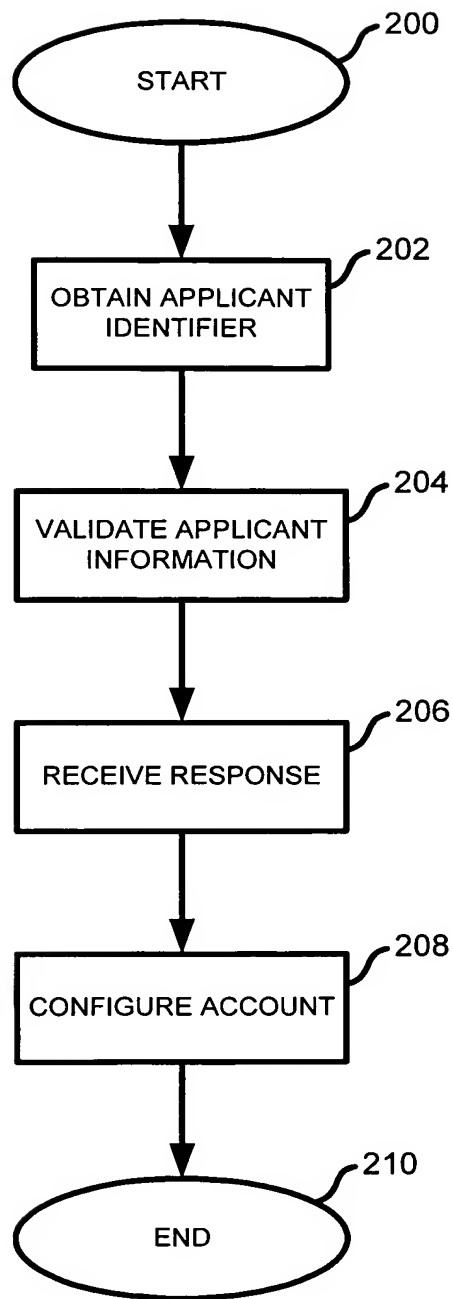 200
START
202
OBTAIN APPLICANT
IDENTIFIER
204
VALIDATE APPLICANT
INFORMATION
206
RECEIVE RESPONSE
208
CONFIGURE ACCOUNT
210
END